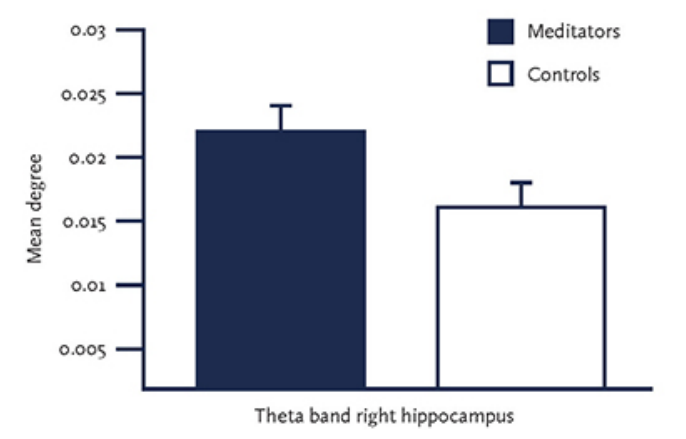 0.03
0.025
0.02
0.015
0.01
0.005
Mean degree
Meditators
Controls
Theta band right hippocampus